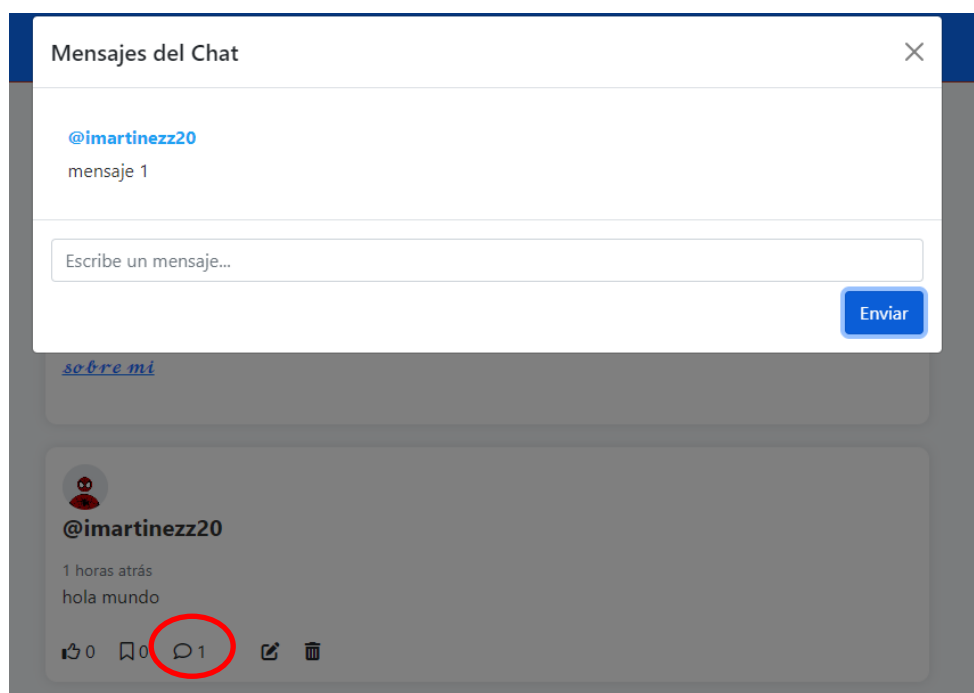 Mensajes del Chat
@imartinezz20
mensaje 1
Escribe un mensaje...
Enviar
sobre mi
@imartinezz20
1 horas atrás
hola mundo
0 0 1